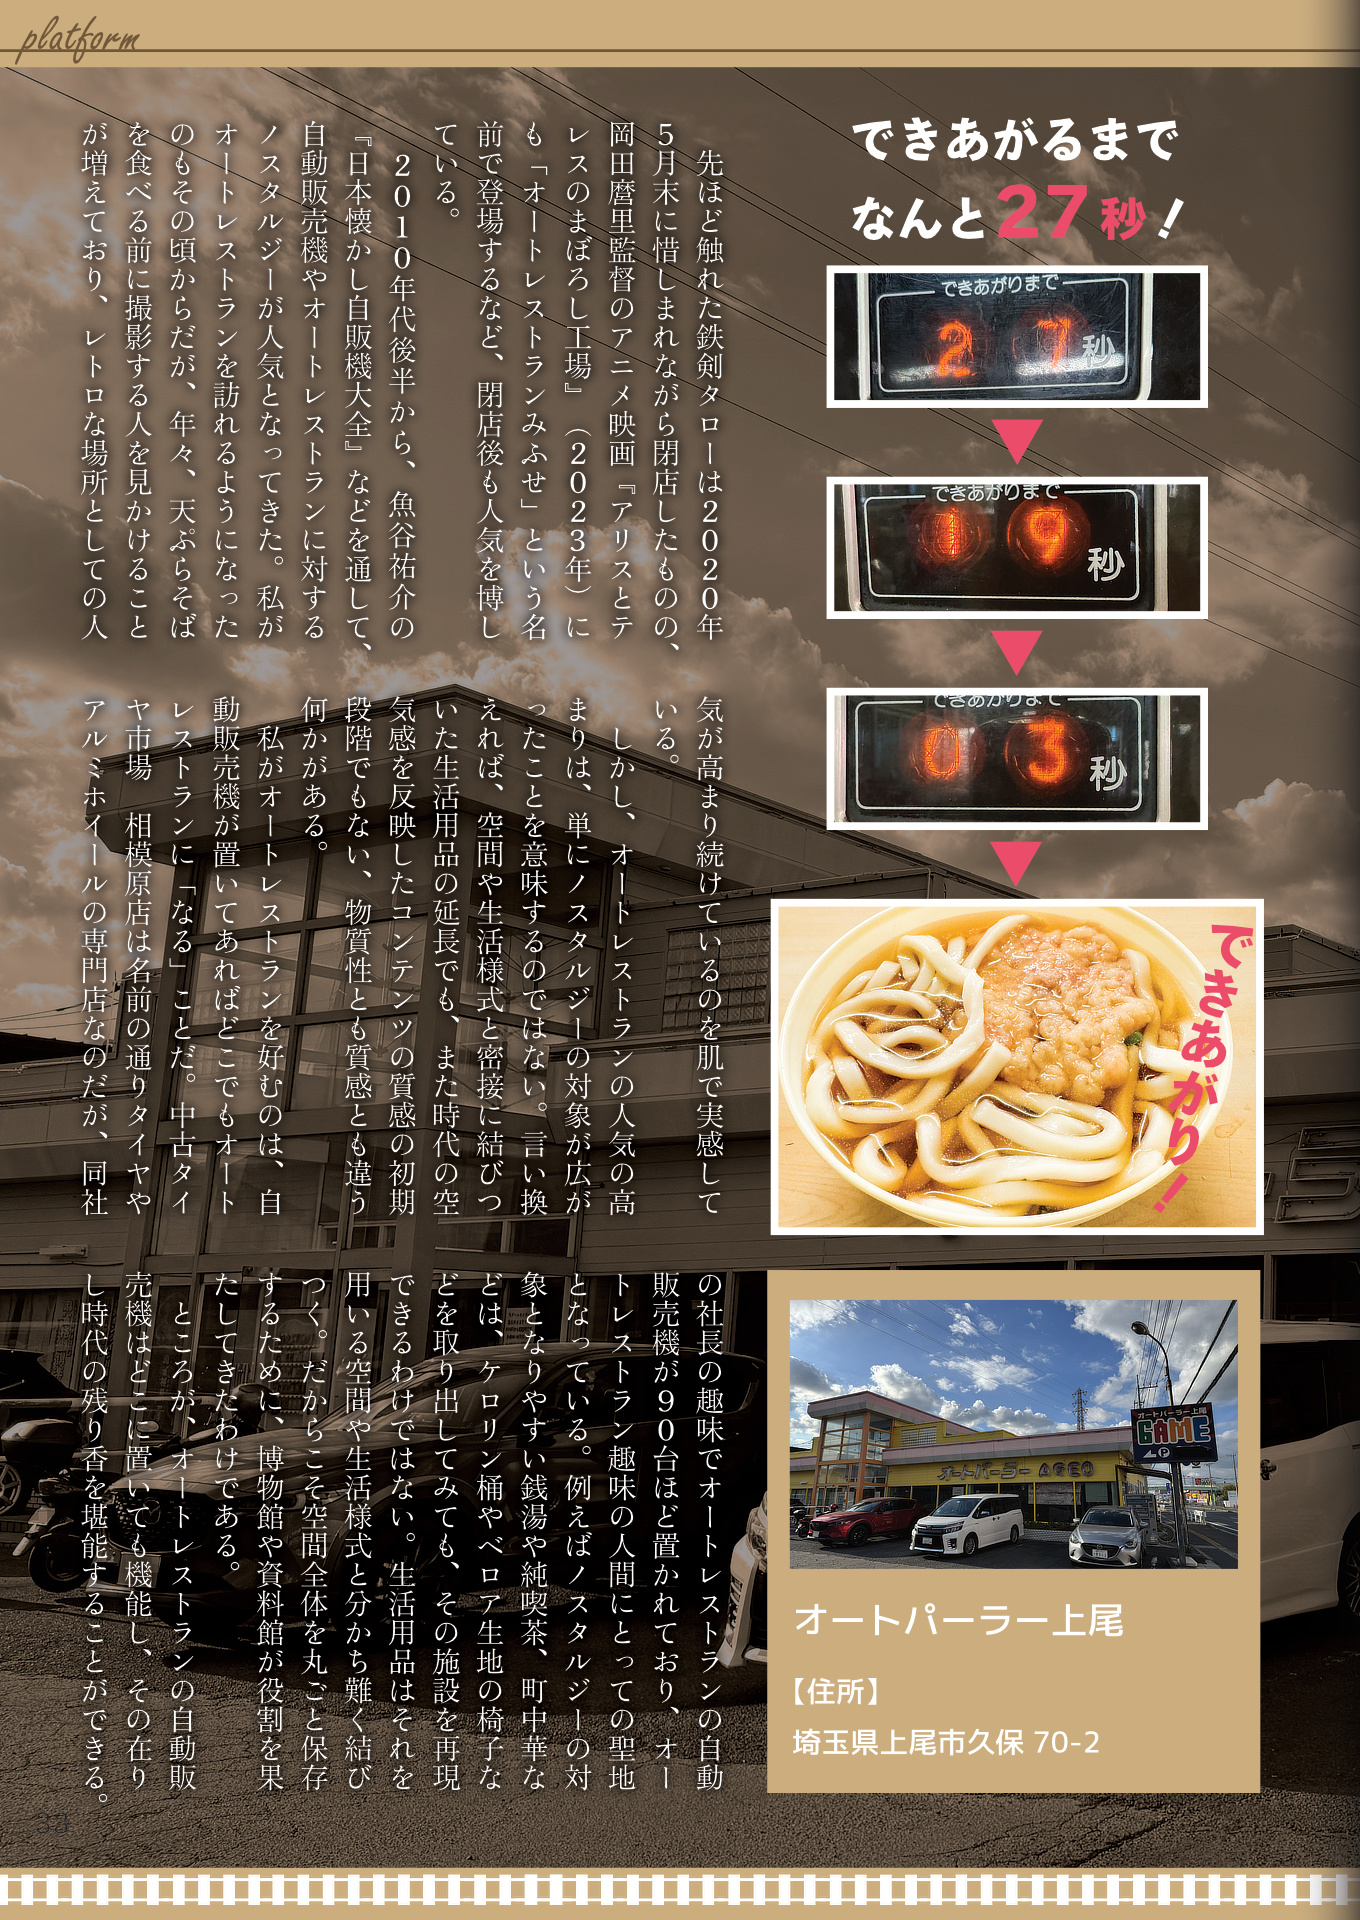 platform
できあがるまで
なんと27秒！
できあがりまで
27秒
できあがりまで
19秒
できあがりまで
03秒
できあがり！
先ほど触れた鉄剣タローは2020年
5月末に惜しまれながら閉店したものの、
岡田麿里監督のアニメ映画『アリスとテ
レスのまぼろし工場』（2023年）に
も「オートレストランみふせ」という名
前で登場するなど、閉店後も人気を博し
ている。
2010年代後半から、魚谷祐介の
『日本懐かし自販機大全』などを通して、
自動販売機やオートレストランに対する
ノスタルジーが人気となってきた。私が
オートレストランを訪れるようになった
のもその頃からだが、年々、天ぷらそば
を食べる前に撮影する人を見かけること
が増えており、レトロな場所としての人
気が高まり続けているのを肌で実感して
いる。
しかし、オートレストランの人気の高
まりは、単にノスタルジーの対象が広が
ったことを意味するのではない。言い換
えれば、空間や生活様式と密接に結びつ
いた生活用品の延長でも、また時代の空
気感を反映したコンテンツの質感の初期
段階でもない、物質性とも質感とも違う
何かがある。
私がオートレストランを好むのは、自
動販売機が置いてあればどこでもオート
レストランに「なる」ことだ。中古タイ
ヤ市場　相模原店は名前の通りタイヤや
アルミホイールの専門店なのだが、同社
の社長の趣味でオートレストランの自動
販売機が90台ほど置かれており、オー
トレストラン趣味の人間にとっての聖地
となっている。例えばノスタルジーの対
象となりやすい銭湯や純喫茶、町中華な
どは、ケロリン桶やベロア生地の椅子な
どを取り出してみても、その施設を再現
できるわけではない。生活用品はそれを
用いる空間や生活様式と分かち難く結び
つく。だからこそ空間全体を丸ごと保存
するために、博物館や資料館が役割を果
たしてきたわけである。
ところが、オートレストランの自動販
売機はどこに置いても機能し、その在り
し時代の残り香を堪能することができる。
オートパーラー上尾
GAME
P
オートパーラー AGEO
オートパーラー上尾
【住所】
埼玉県上尾市久保 70-2
33